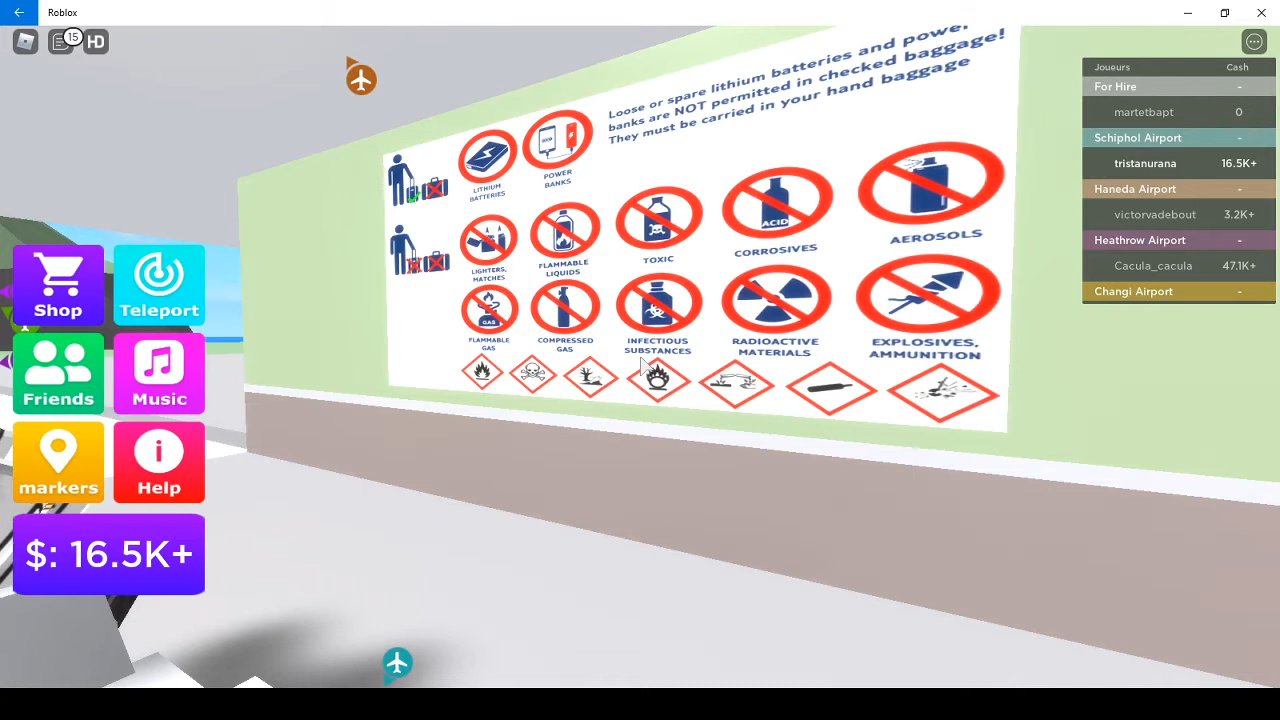 Roblox
15
HD
Loose or spare lithium batteries and power
banks are NOT permitted in checked baggage!
They must be carried in your hand baggage
LITHIUM
BATTERIES
POWER
BANKS
LIGHTERS,
MATCHES
FLAMMABLE
LIQUIDS
TOXIC
ACID
CORROSIVES
AEROSOLS
GAS
FLAMMABLE
GAS
COMPRESSED
GAS
INFECTIOUS
SUBSTANCES
RADIOACTIVE
MATERIALS
EXPLOSIVES,
AMMUNITION
Joueurs Cash
For Hire -
martetbapt 0
Schiphol Airport -
tristanurana 16.5K+
Haneda Airport -
victorvadebout 3.2K+
Heathrow Airport -
Cacula_cacula 47.1K+
Changi Airport -
Shop
Teleport
Friends
Music
markers
i
Help
$: 16.5K+